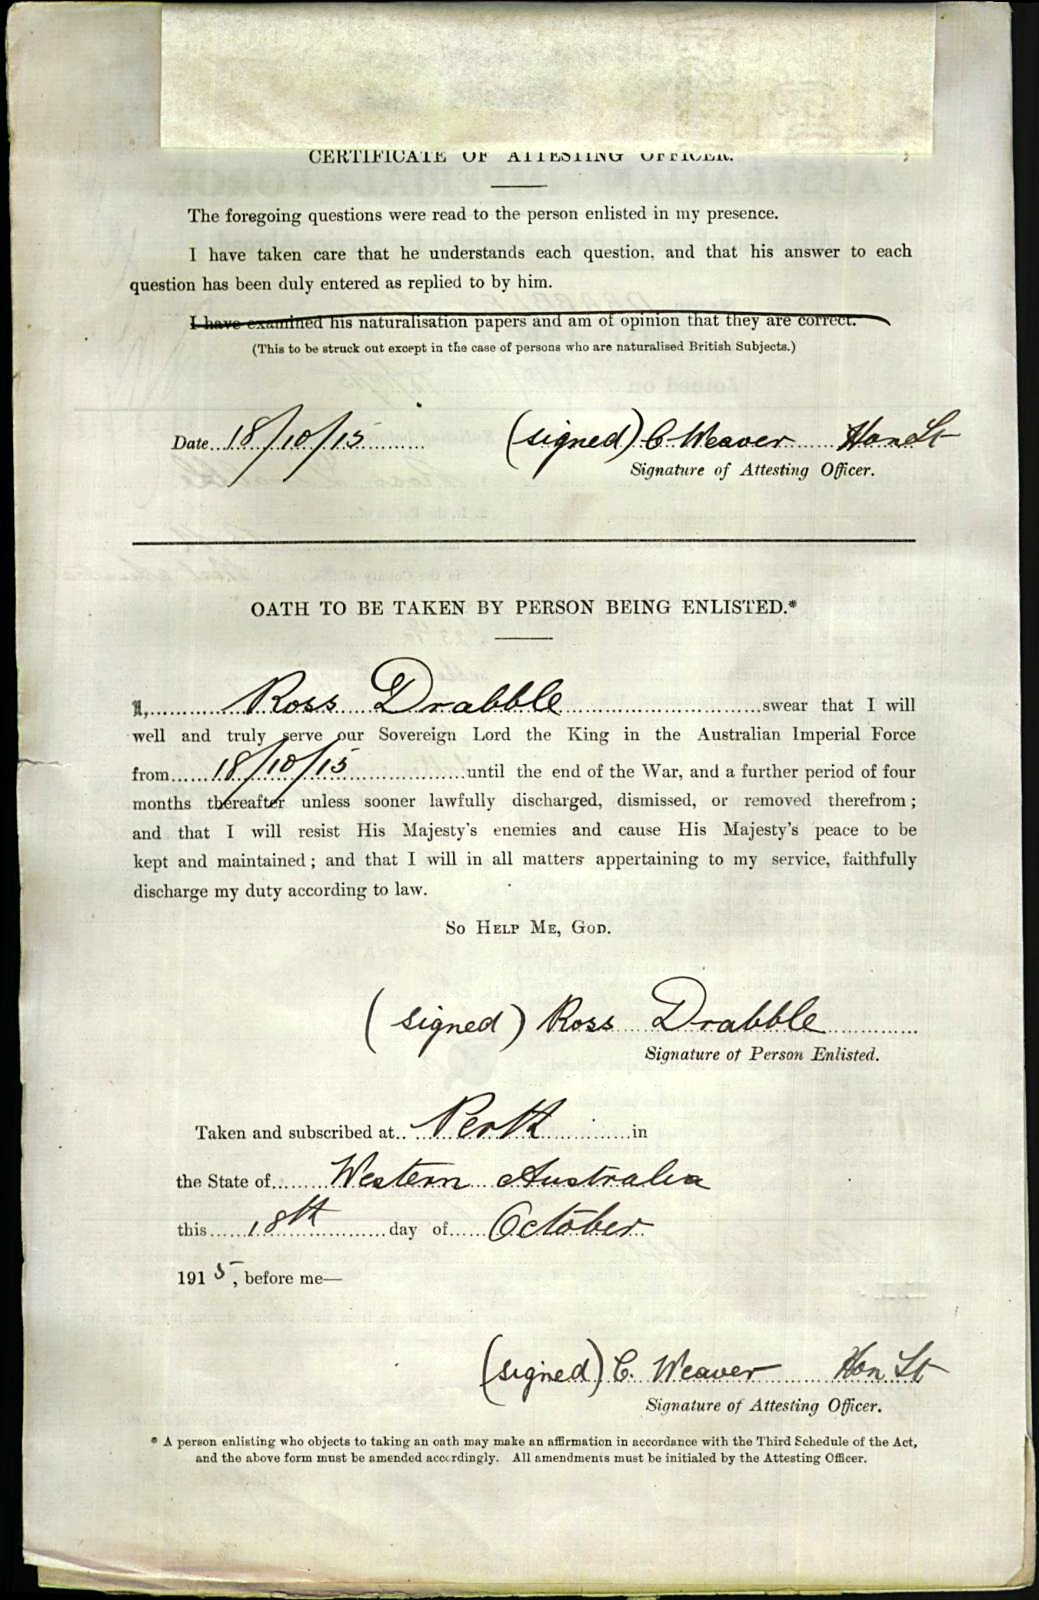 CERTIFICATE OF ATTESTING OFFICER.
The foregoing questions were read to the person enlisted in my presence.
I have taken care that he understands each question, and that his answer to each
question has been duly entered as replied to by him.
I have examined his naturalisation papers and am of opinion that they are correct.
(This to be struck out except in the case of persons who are naturalised British Subjects.)
Date 18/10/15 (signed) C Weaver Hon Lt
Signature of Attesting Officer.
OATH TO BE TAKEN BY PERSON BEING ENLISTED.*
I, Ross Drabble swear that I will
well and truly serve our Sovereign Lord the King in the Australian Imperial Force
from 18/10/15 until the end of the War, and a further period of four
months thereafter unless sooner lawfully discharged, dismissed, or removed therefrom;
and that I will resist His Majesty's enemies and cause His Majesty's peace to be
kept and maintained; and that I will in all matters appertaining to my service, faithfully
discharge my duty according to law.
So Help Me, God.
(signed) Ross Drabble
Signature of Person Enlisted.
Taken and subscribed at Perth in
the State of Western Australia
this 18th day of October
1915, before me—
(signed) C. Weaver Hon Lt
Signature of Attesting Officer.
* A person enlisting who objects to taking an oath may make an affirmation in accordance with the Third Schedule of the Act,
and the above form must be amended accordingly. All amendments must be initialed by the Attesting Officer.